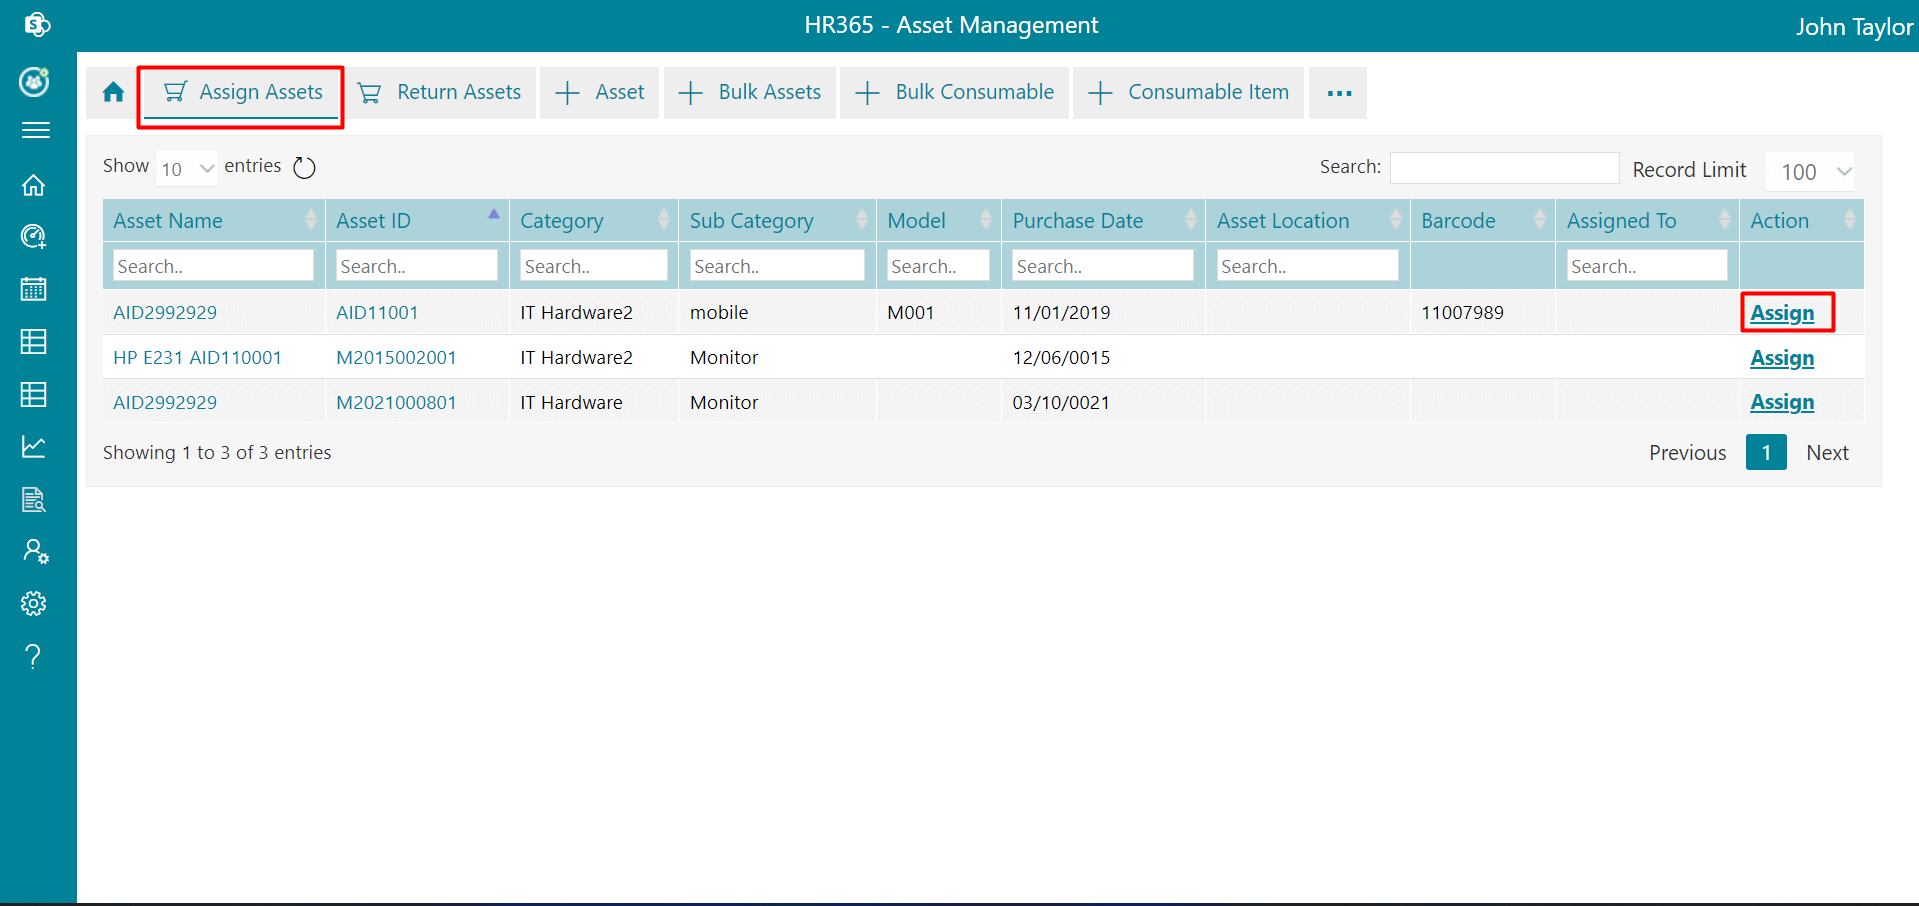 HR365 - Asset Management
John Taylor
Assign Assets Return Assets Asset Bulk Assets Bulk Consumable Consumable Item ...
Show 10 entries Search: Record Limit 100
Asset Name Asset ID Category Sub Category Model Purchase Date Asset Location Barcode Assigned To Action
Search.. Search.. Search.. Search.. Search.. Search.. Search.. Search..
AID2992929 AID11001 IT Hardware2 mobile M001 11/01/2019 11007989 Assign
HP E231 AID110001 M2015002001 IT Hardware2 Monitor 12/06/0015 Assign
AID2992929 M2021000801 IT Hardware Monitor 03/10/0021 Assign
Showing 1 to 3 of 3 entries Previous 1 Next